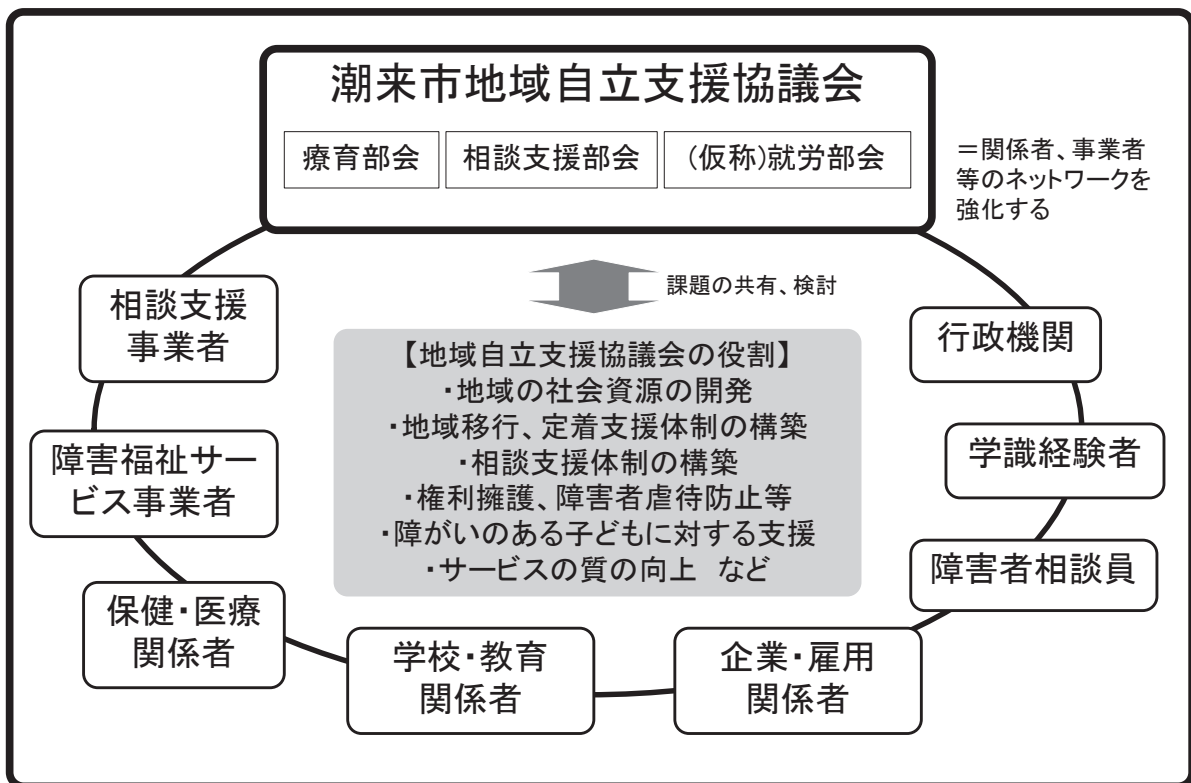 潮来市地域自立支援協議会
療育部会
相談支援部会
(仮称)就労部会
＝関係者、事業者
等のネットワークを
強化する
課題の共有、検討
【地域自立支援協議会の役割】
・地域の社会資源の開発
・地域移行、定着支援体制の構築
・相談支援体制の構築
・権利擁護、障害者虐待防止等
・障がいのある子どもに対する支援
・サービスの質の向上　など
相談支援
事業者
障害福祉サー
ビス事業者
保健・医療
関係者
学校・教育
関係者
企業・雇用
関係者
障害者相談員
学識経験者
行政機関